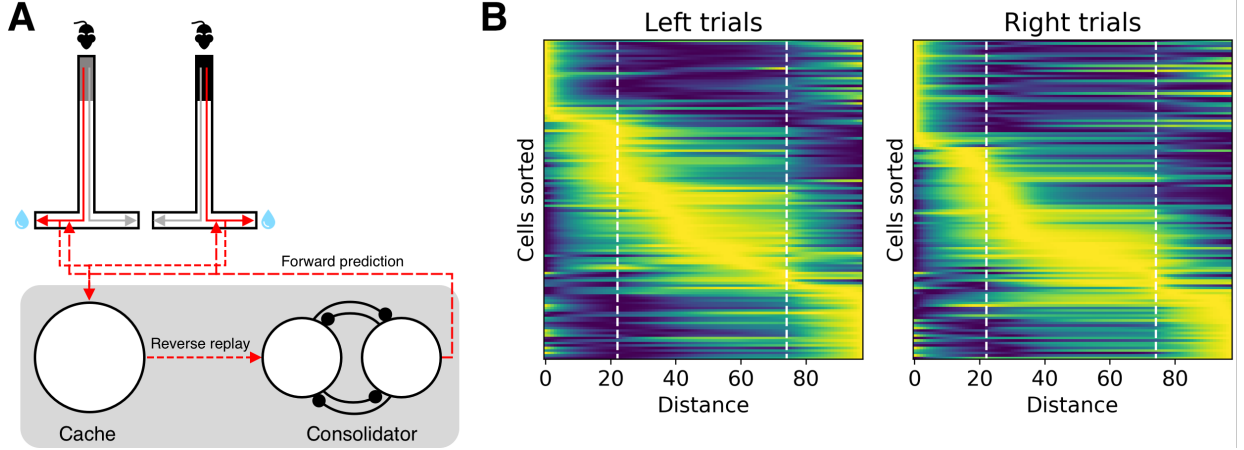 A
Forward prediction
Reverse replay
Cache
Consolidator
B
Left trials
Cells sorted
0 20 40 60 80
Distance
Right trials
Cells sorted
0 20 40 60 80
Distance